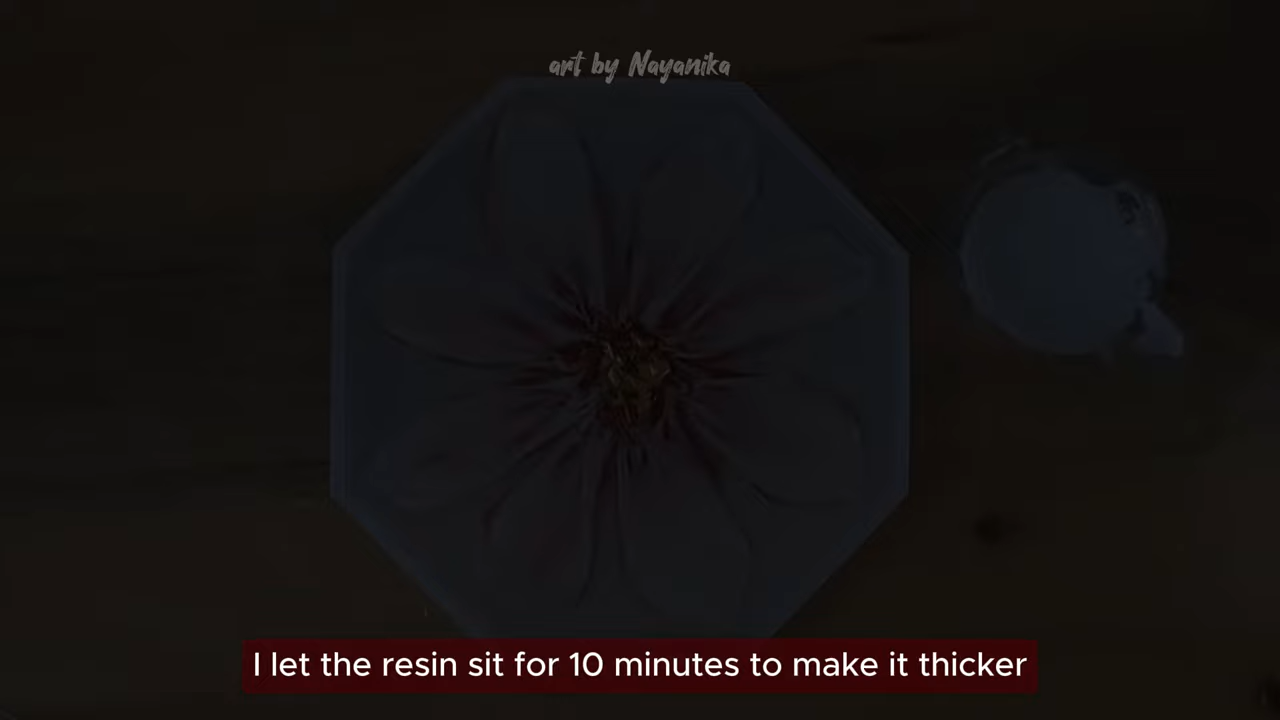 art by Nayanika
I let the resin sit for 10 minutes to make it thicker